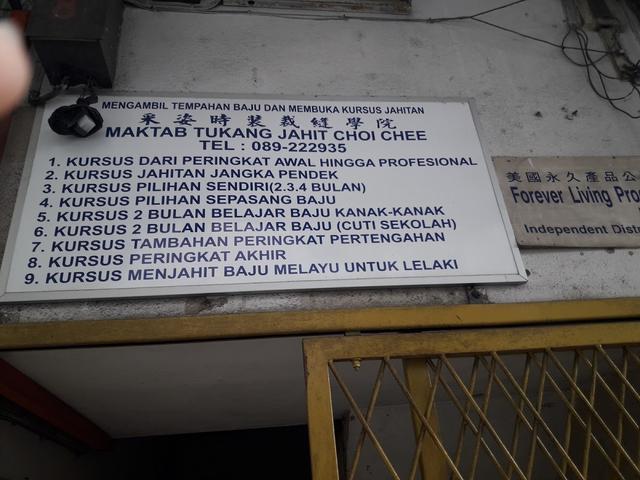 MENGAMBIL TEMPAHAN BAJU DAN MEMBUKA KURSUS JAHITAN
采姿時裝裁縫學院
MAKTAB TUKANG JAHIT CHOI CHEE
TEL : 089-222935
1. KURSUS DARI PERINGKAT AWAL HINGGA PROFESIONAL
2. KURSUS JAHITAN JANGKA PENDEK
3. KURSUS PILIHAN SENDIRI(2.3.4 BULAN)
4. KURSUS PILIHAN SEPASANG BAJU
5. KURSUS 2 BULAN BELAJAR BAJU KANAK-KANAK
6. KURSUS 2 BULAN BELAJAR BAJU (CUTI SEKOLAH)
7. KURSUS TAMBAHAN PERINGKAT PERTENGAHAN
8. KURSUS PERINGKAT AKHIR
9. KURSUS MENJAHIT BAJU MELAYU UNTUK LELAKI
美國永久產品公
Forever Living Pro
Independent Distr